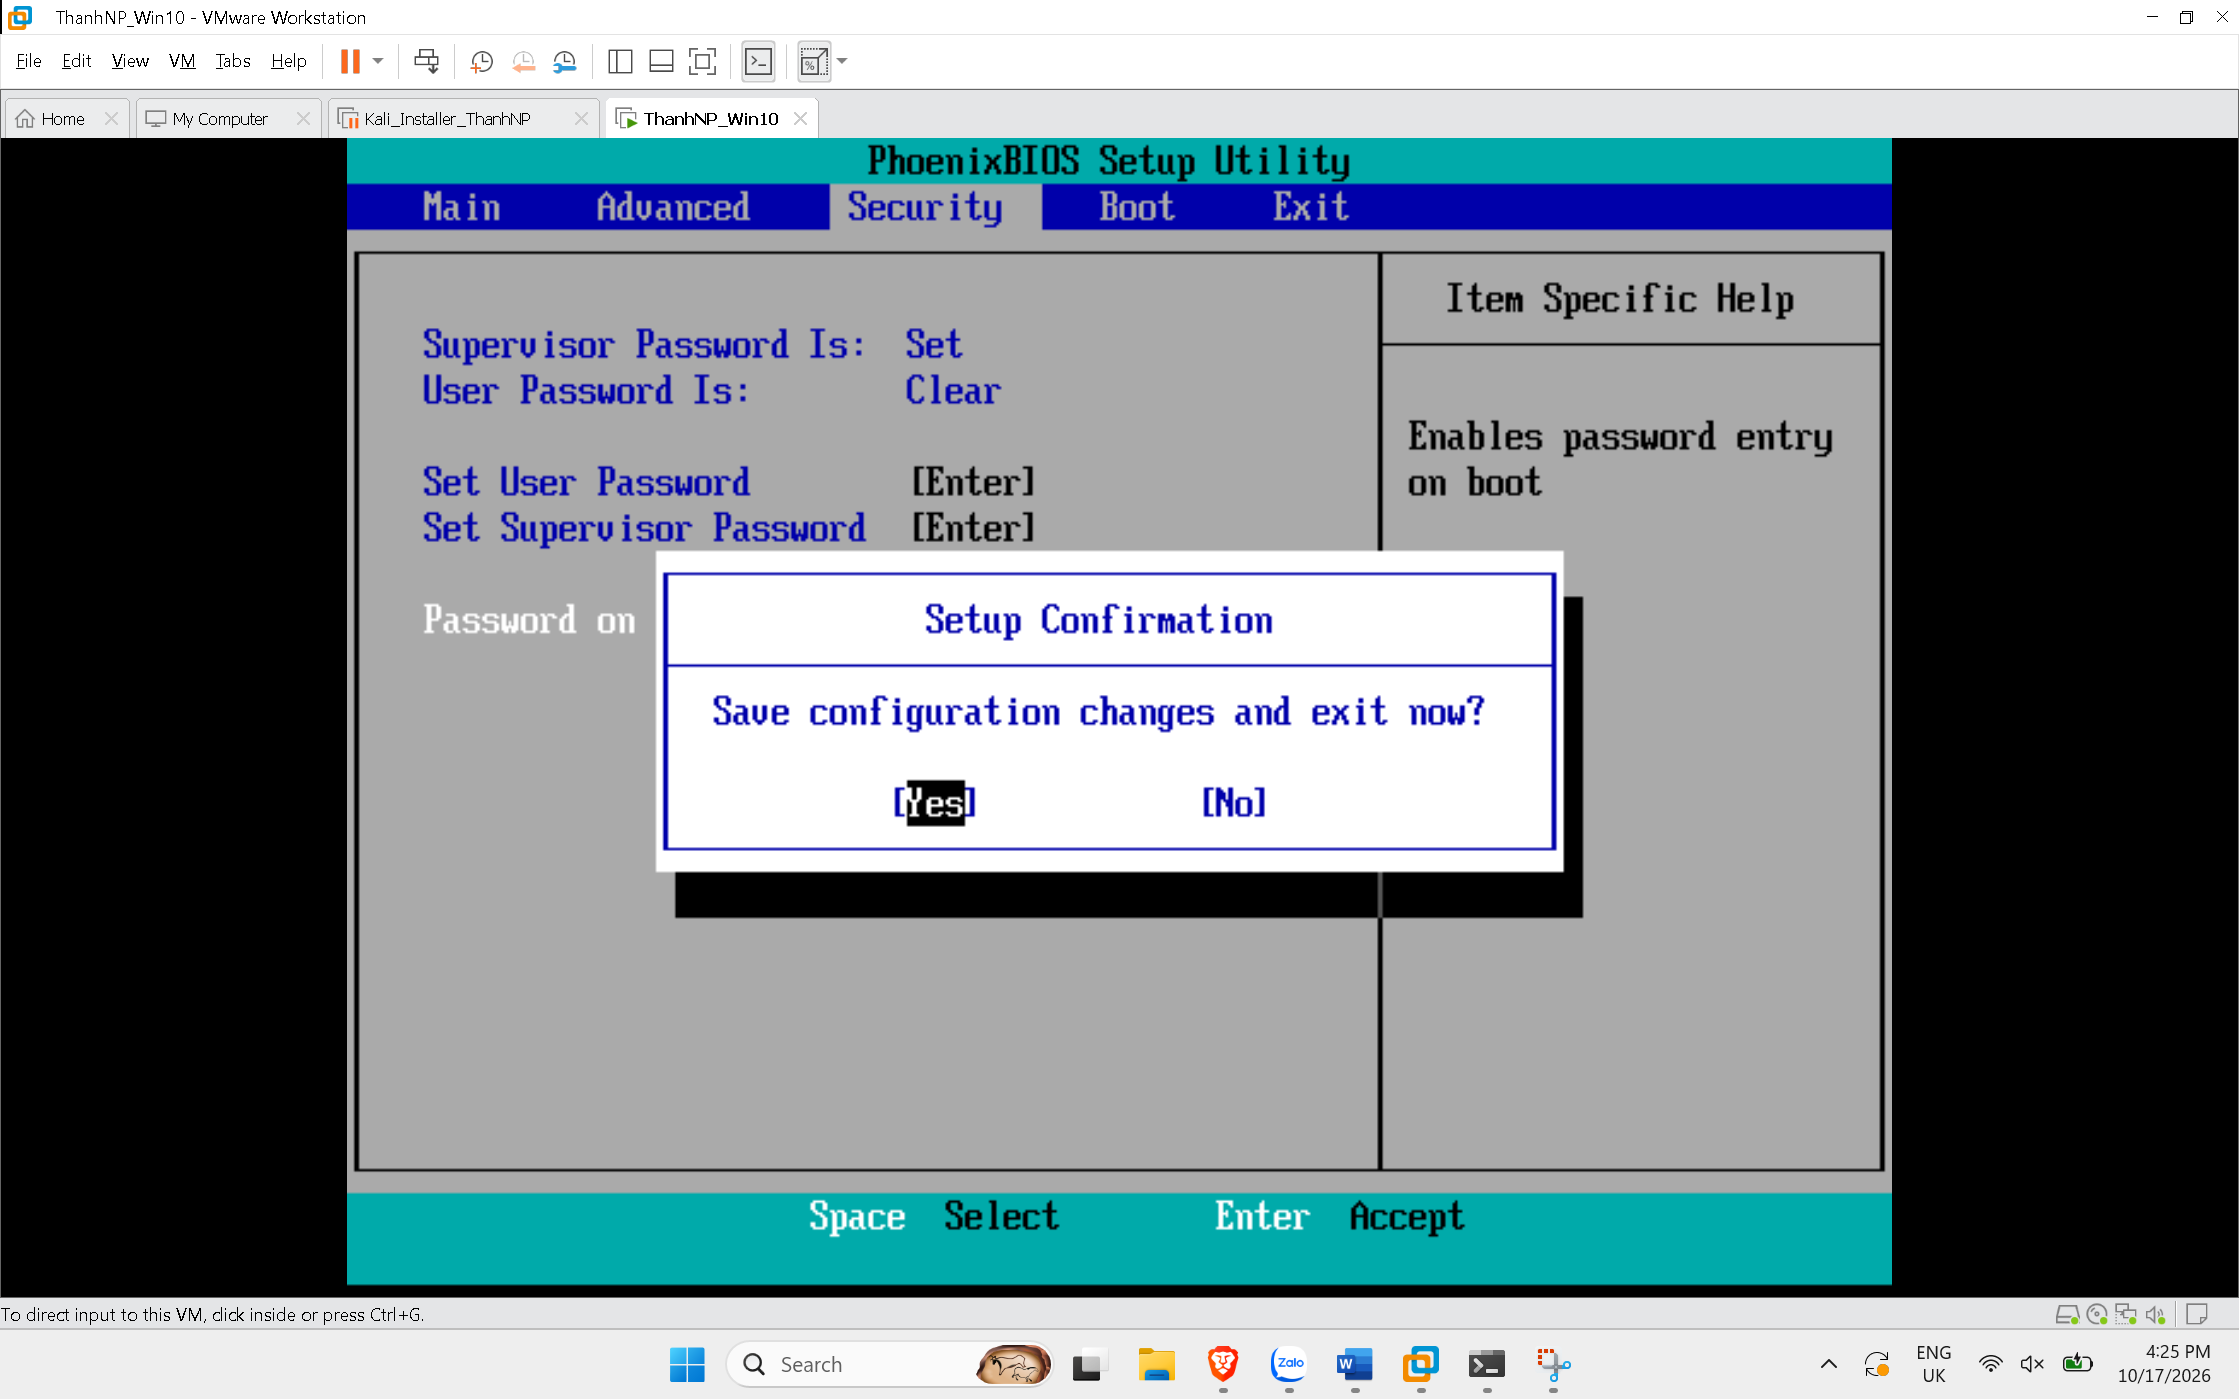 ThanhNP_Win10 - VMware Workstation
File Edit View VM Tabs Help
Home
My Computer
Kali_Installer_ThanhNP
ThanhNP_Win10
PhoenixBIOS Setup Utility
Main Advanced Security Boot Exit
Item Specific Help
Supervisor Password Is: Set
User Password Is: Clear
Enables password entry
on boot
Set User Password [Enter]
Set Supervisor Password [Enter]
Password on
Setup Confirmation
Save configuration changes and exit now?
[Yes] [No]
Space Select Enter Accept
To direct input to this VM, click inside or press Ctrl+G.
Search
Zalo
W
ENG
UK
4:25 PM
10/17/2026